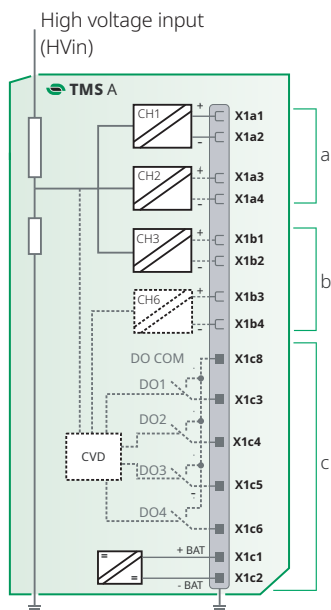 High voltage input
(HVin)
TMS A
CH1
+
-
X1a1
X1a2
CH2
+
-
X1a3
X1a4
a
CH3
+
-
X1b1
X1b2
CH6
+
-
X1b3
X1b4
b
DO COM
X1c8
DO1
X1c3
DO2
X1c4
CVD
DO3
-
X1c5
DO4
X1c6
c
+ BAT
X1c1
=
=
- BAT
X1c2